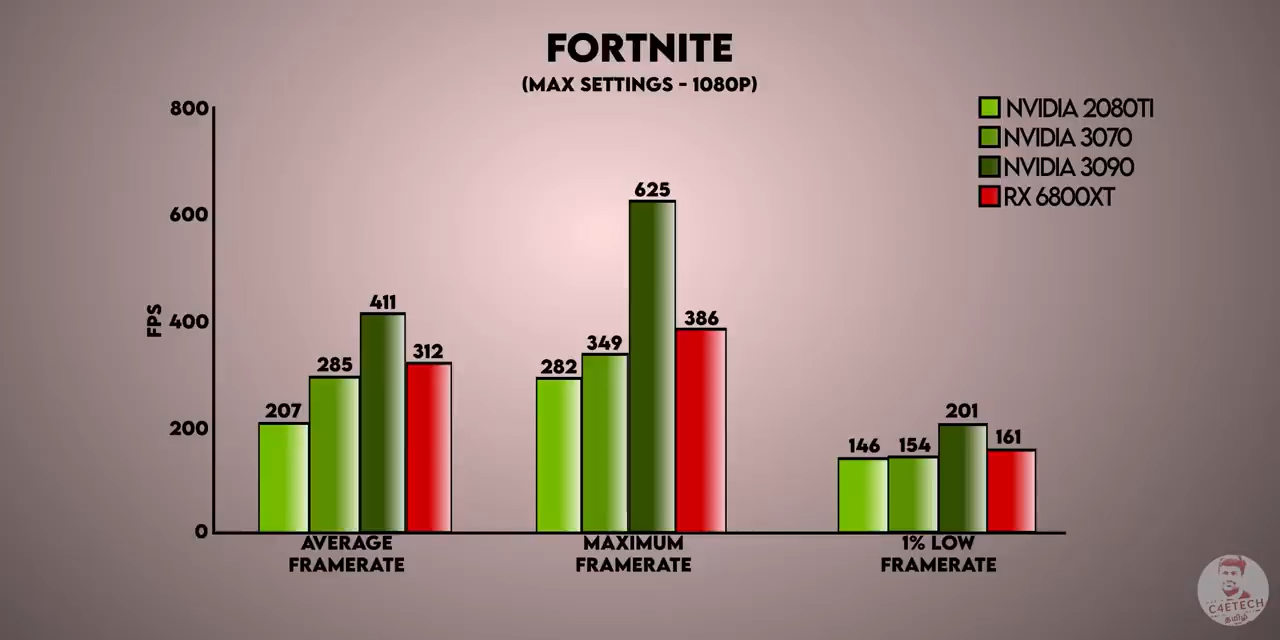 FORTNITE
(MAX SETTINGS - 1080P)
NVIDIA 2080TI
NVIDIA 3070
NVIDIA 3090
RX 6800XT
800
600
400
200
0
FPS
207
285
411
312
282
349
625
386
146
154
201
161
AVERAGE
FRAMERATE
MAXIMUM
FRAMERATE
1% LOW
FRAMERATE
C4ETECH
தமிழ்